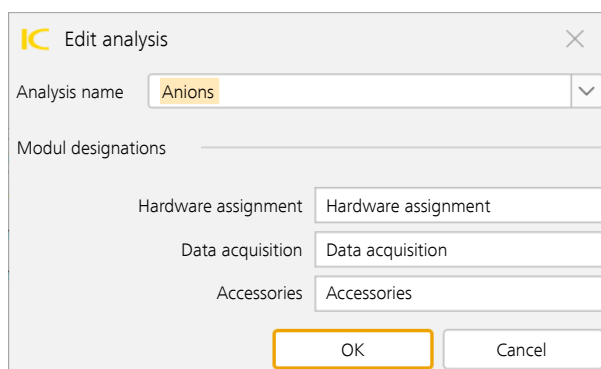 IC Edit analysis
Analysis name Anions
Modul designations
Hardware assignment Hardware assignment
Data acquisition Data acquisition
Accessories Accessories
OK Cancel